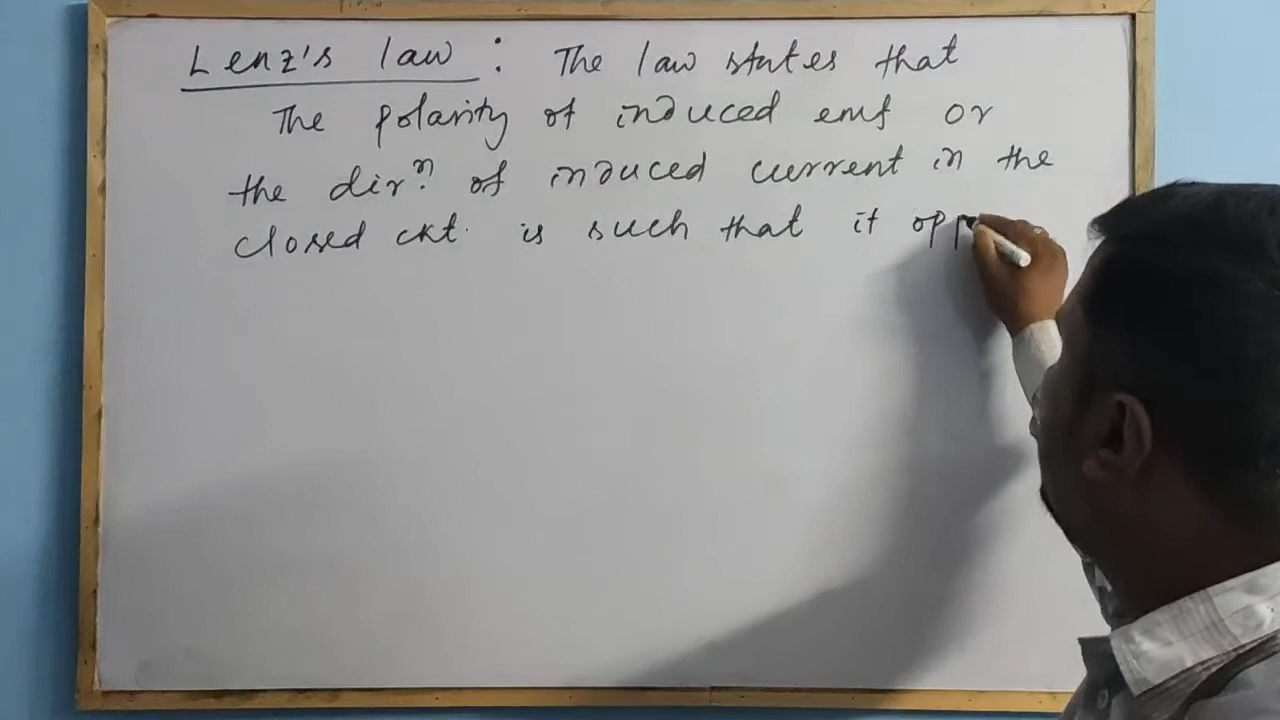 Lenz's law : The law states that
The polarity of induced emf or
the dirn. of induced current in the
closed ckt. is such that it opp